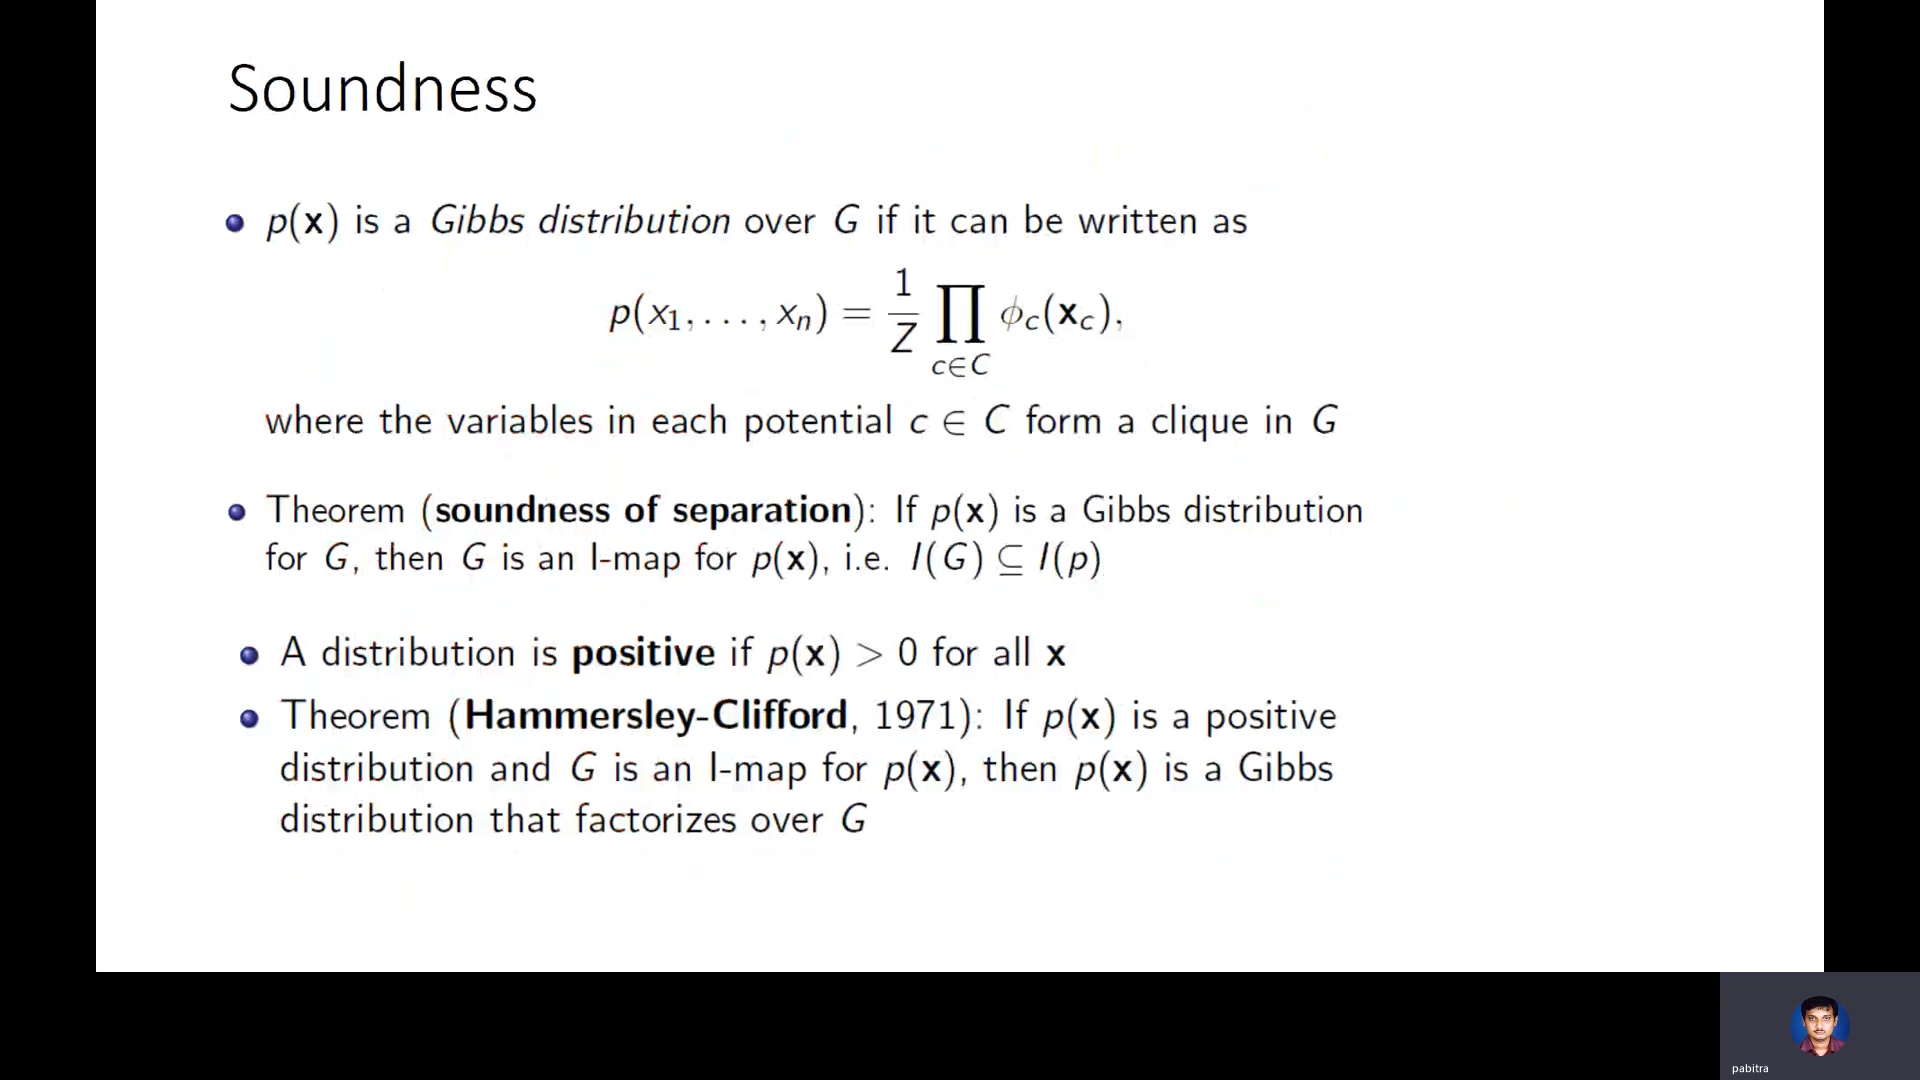 Soundness
p(x) is a Gibbs distribution over G if it can be written as
p(x₁, . . . , xₙ) = 1/Z ∏_{c∈C} ϕ_c(x_c),
where the variables in each potential c ∈ C form a clique in G
Theorem (soundness of separation): If p(x) is a Gibbs distribution
for G, then G is an I-map for p(x), i.e. I(G) ⊆ I(p)
A distribution is positive if p(x) > 0 for all x
Theorem (Hammersley-Clifford, 1971): If p(x) is a positive
distribution and G is an I-map for p(x), then p(x) is a Gibbs
distribution that factorizes over G
pabitra